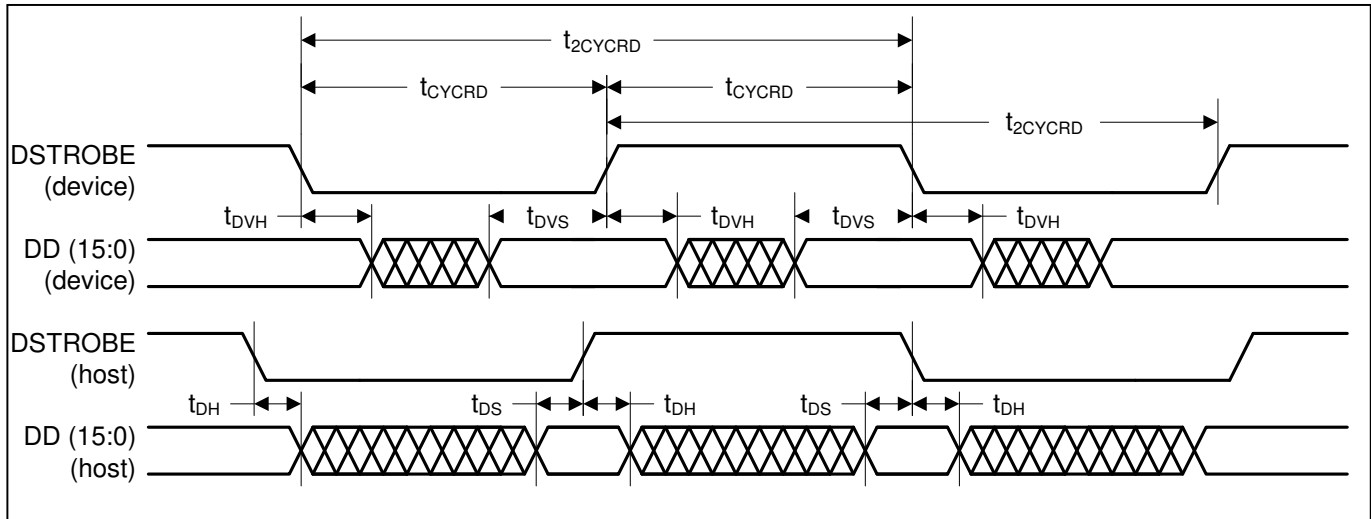 t2CYCRD
tCYCRD tCYCRD
t2CYCRD
DSTROBE
(device)
tDVH tDVS tDVH tDVS tDVH
DD (15:0)
(device)
DSTROBE
(host)
tDH tDS tDH tDS tDH
DD (15:0)
(host)